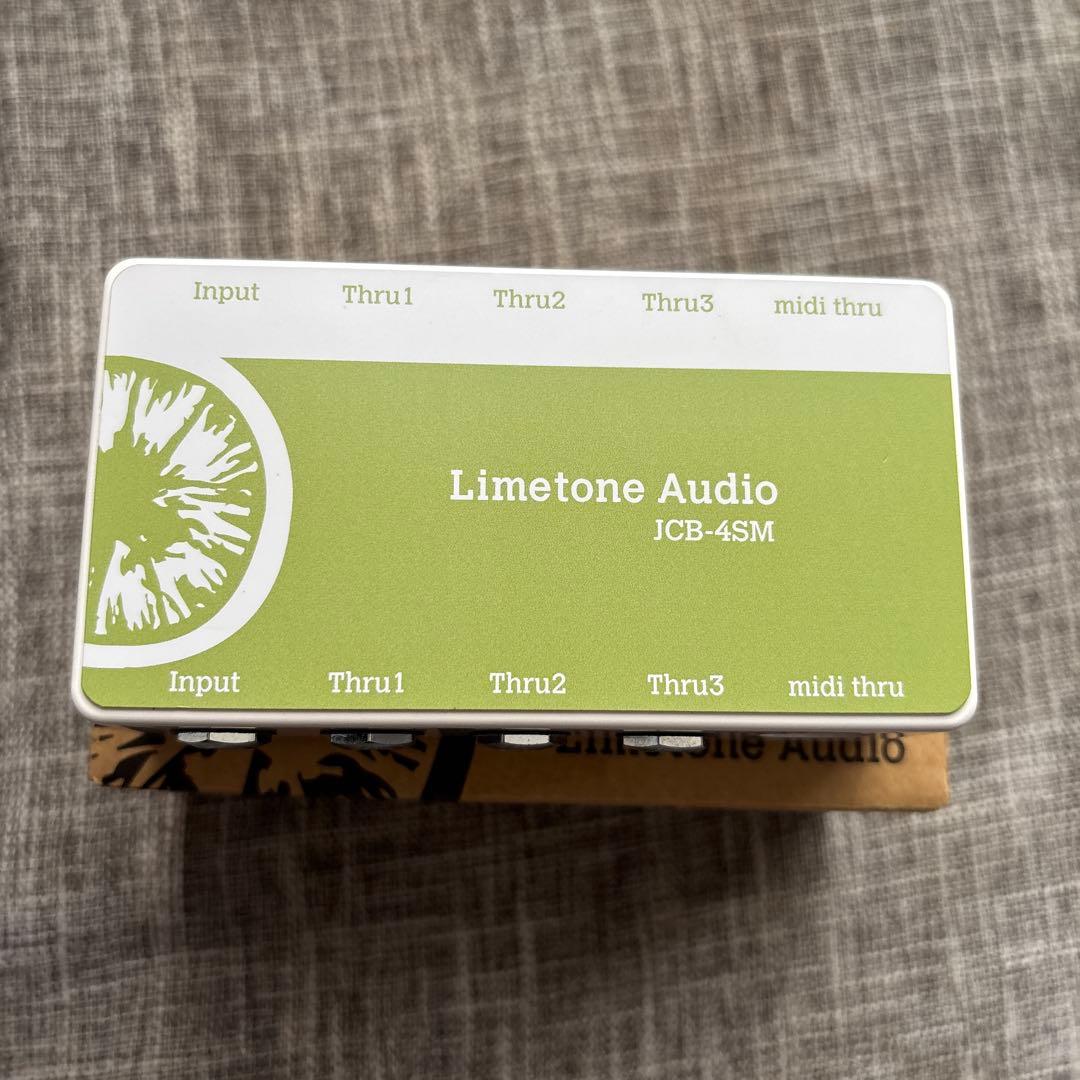 Input Thru1 Thru2 Thru3 midi thru
Limetone Audio
JCB-4SM
Input Thru1 Thru2 Thru3 midi thru
Limetone Audio